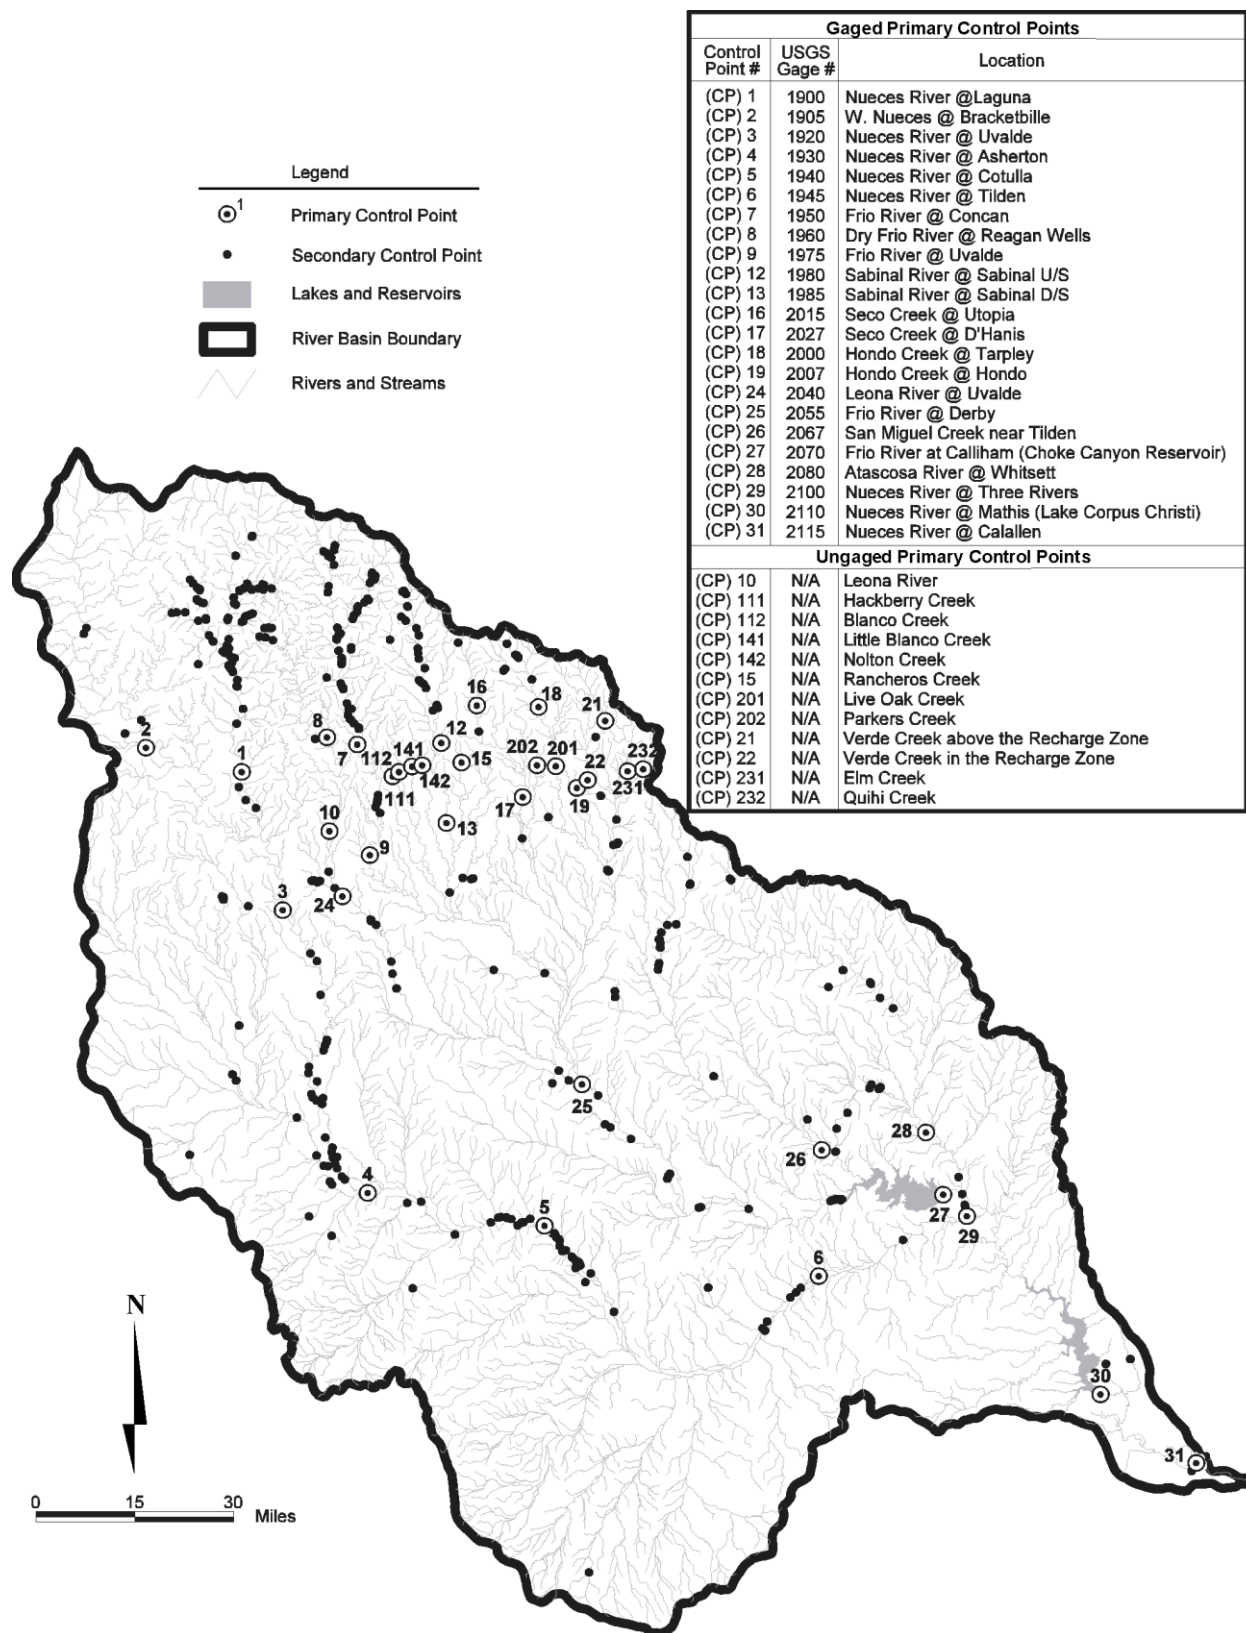 Gaged Primary Control Points
Control Point # USGS Gage # Location
(CP) 1 1900 Nueces River @Laguna
(CP) 2 1905 W. Nueces @ Bracketbille
(CP) 3 1920 Nueces River @ Uvalde
(CP) 4 1930 Nueces River @ Asherton
(CP) 5 1940 Nueces River @ Cotulla
(CP) 6 1945 Nueces River @ Tilden
(CP) 7 1950 Frio River @ Concan
(CP) 8 1960 Dry Frio River @ Reagan Wells
(CP) 9 1975 Frio River @ Uvalde
(CP) 12 1980 Sabinal River @ Sabinal U/S
(CP) 13 1985 Sabinal River @ Sabinal D/S
(CP) 16 2015 Seco Creek @ Utopia
(CP) 17 2027 Seco Creek @ D'Hanis
(CP) 18 2000 Hondo Creek @ Tarpley
(CP) 19 2007 Hondo Creek @ Hondo
(CP) 24 2040 Leona River @ Uvalde
(CP) 25 2055 Frio River @ Derby
(CP) 26 2067 San Miguel Creek near Tilden
(CP) 27 2070 Frio River at Calliham (Choke Canyon Reservoir)
(CP) 28 2080 Atascosa River @ Whitsett
(CP) 29 2100 Nueces River @ Three Rivers
(CP) 30 2110 Nueces River @ Mathis (Lake Corpus Christi)
(CP) 31 2115 Nueces River @ Calallen
Ungaged Primary Control Points
(CP) 10 N/A Leona River
(CP) 111 N/A Hackberry Creek
(CP) 112 N/A Blanco Creek
(CP) 141 N/A Little Blanco Creek
(CP) 142 N/A Nolton Creek
(CP) 15 N/A Rancheros Creek
(CP) 201 N/A Live Oak Creek
(CP) 202 N/A Parkers Creek
(CP) 21 N/A Verde Creek above the Recharge Zone
(CP) 22 N/A Verde Creek in the Recharge Zone
(CP) 231 N/A Elm Creek
(CP) 232 N/A Quihi Creek
Legend
1 Primary Control Point
Secondary Control Point
Lakes and Reservoirs
River Basin Boundary
Rivers and Streams
16
18
21
8
2
12
141
7
112
1
142
15
202
201
232
22
231
111
19
17
10
13
9
3
24
25
28
26
4
27
5
29
6
N
30
31
0 15 30
Miles